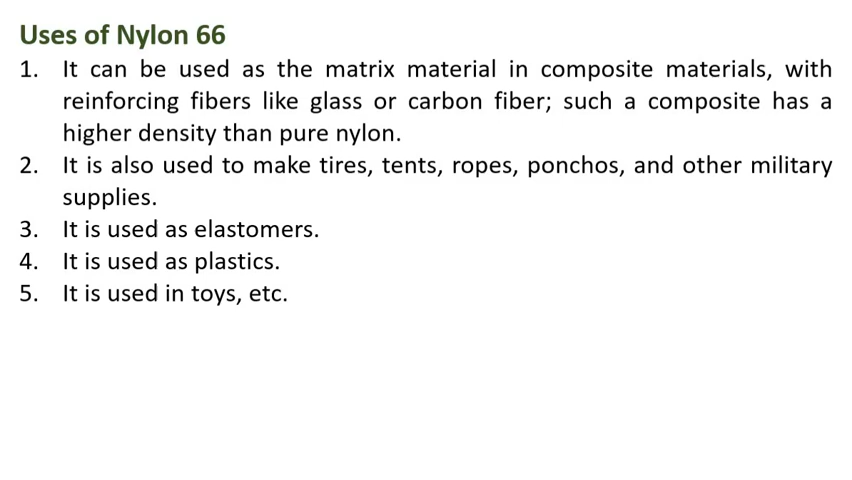 Uses of Nylon 66
1. It can be used as the matrix material in composite materials, with
reinforcing fibers like glass or carbon fiber; such a composite has a
higher density than pure nylon.
2. It is also used to make tires, tents, ropes, ponchos, and other military
supplies.
3. It is used as elastomers.
4. It is used as plastics.
5. It is used in toys, etc.